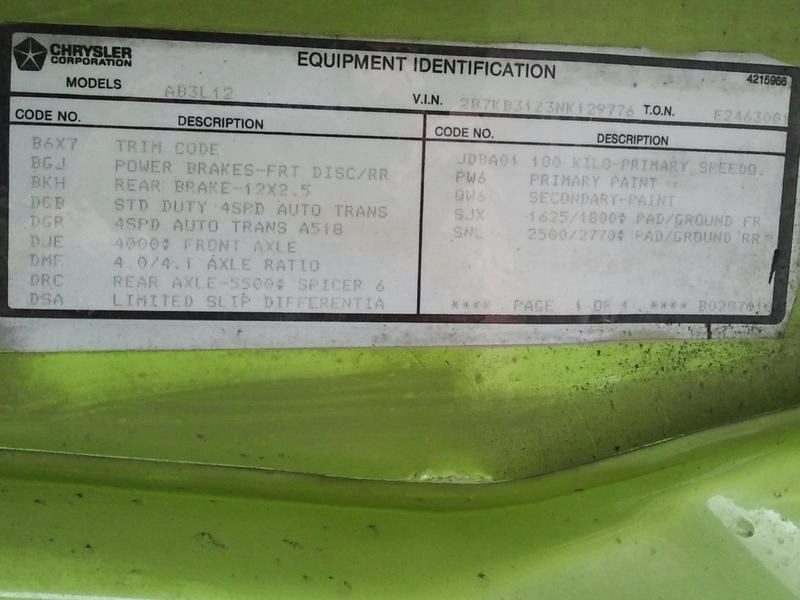 CHRYSLER
CORPORATION
EQUIPMENT IDENTIFICATION
4215966
MODELS AB3L12
V.I.N. 2B7KB31Z3NK129776 T.O.N. E2463001
CODE NO. DESCRIPTION
B6X7 TRIM CODE
BGJ POWER BRAKES-FRT DISC/RR
BKH REAR BRAKE-12X2.5
DGB STD DUTY 4SPD AUTO TRANS
DGR 4SPD AUTO TRANS A518
DJE 4000# FRONT AXLE
DMF 4.0/4.1 AXLE RATIO
DRC REAR AXLE-5500# SPICER 6
DSA LIMITED SLIP DIFFERENTIA
CODE NO. DESCRIPTION
JDBA01 180 KILO-PRIMARY SPEEDO.
PW6 PRIMARY PAINT
QW6 SECONDARY-PAINT
SJX 1625/1800# PAD/GROUND FR
SNL 2500/2770# PAD/GROUND RR
**** PAGE 1 OF 1 ****